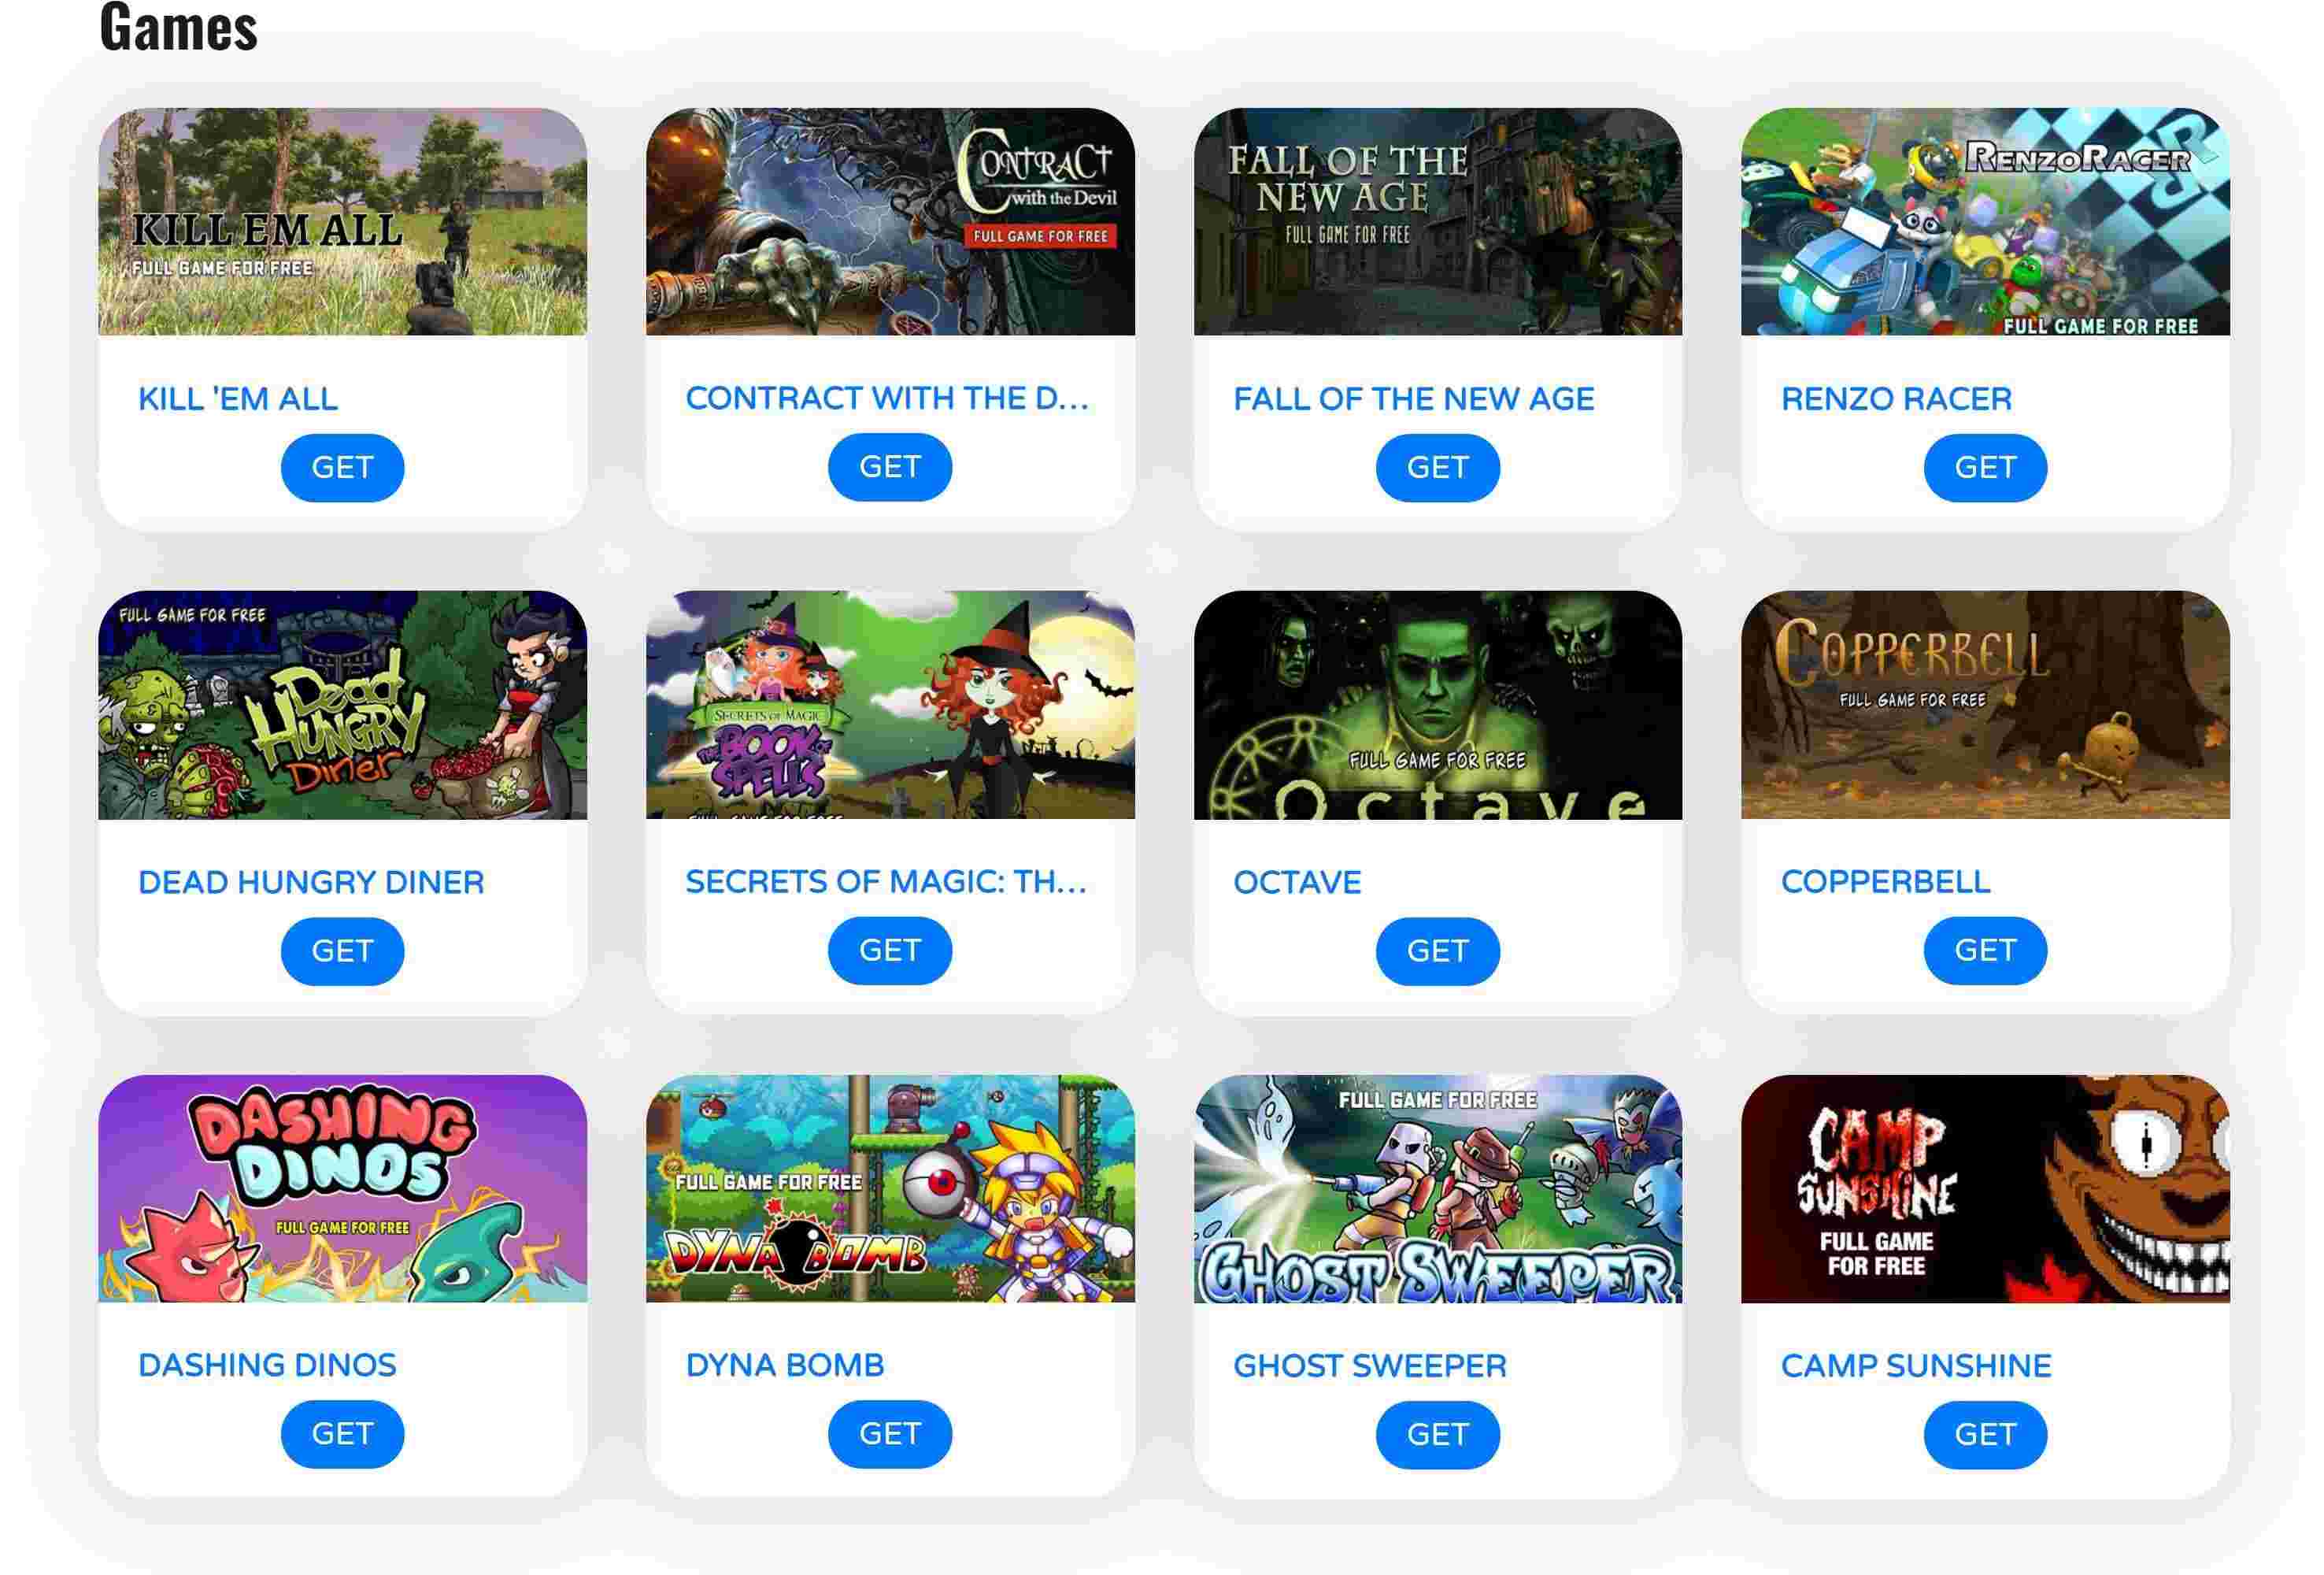 Games
KILL EM ALL
FULL GAME FOR FREE
KILL 'EM ALL
GET
CONTRACT
with the Devil
FULL GAME FOR FREE
CONTRACT WITH THE D...
GET
FALL OF THE
NEW AGE
FULL GAME FOR FREE
FALL OF THE NEW AGE
GET
RENZORACER
FULL GAME FOR FREE
RENZO RACER
GET
FULL GAME FOR FREE
Dead
HUNGRY
Diner
DEAD HUNGRY DINER
GET
SECRETS OF MAGIC
THE BOOK OF
SPELLS
FULL GAME FOR FREE
SECRETS OF MAGIC: TH...
GET
FULL GAME FOR FREE
Octave
OCTAVE
GET
COPPERBELL
FULL GAME FOR FREE
COPPERBELL
GET
DASHING
DINOS
FULL GAME FOR FREE
DASHING DINOS
GET
FULL GAME FOR FREE
DYNA BOMB
DYNA BOMB
GET
FULL GAME FOR FREE
GHOST SWEEPER
GHOST SWEEPER
GET
CAMP
SUNSHINE
FULL GAME
FOR FREE
CAMP SUNSHINE
GET